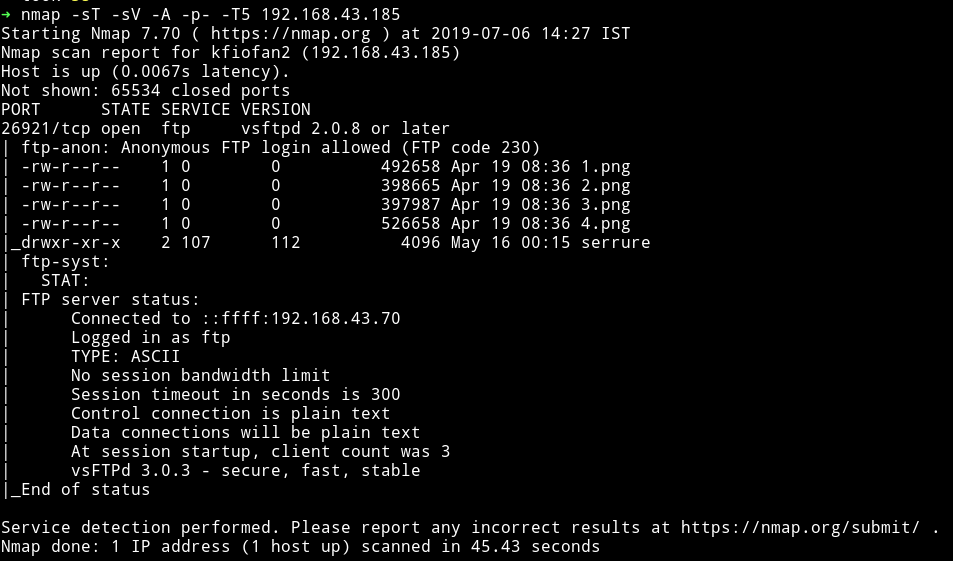 ➜ nmap -sT -sV -A -p- -T5 192.168.43.185
Starting Nmap 7.70 ( https://nmap.org ) at 2019-07-06 14:27 IST
Nmap scan report for kfiofan2 (192.168.43.185)
Host is up (0.0067s latency).
Not shown: 65534 closed ports
PORT      STATE SERVICE VERSION
26921/tcp open  ftp     vsftpd 2.0.8 or later
| ftp-anon: Anonymous FTP login allowed (FTP code 230)
| -rw-r--r--    1 0        0          492658 Apr 19 08:36 1.png
| -rw-r--r--    1 0        0          398665 Apr 19 08:36 2.png
| -rw-r--r--    1 0        0          397987 Apr 19 08:36 3.png
| -rw-r--r--    1 0        0          526658 Apr 19 08:36 4.png
|_drwxr-xr-x    2 107      112          4096 May 16 00:15 serrure
| ftp-syst:
|   STAT:
| FTP server status:
|      Connected to ::ffff:192.168.43.70
|      Logged in as ftp
|      TYPE: ASCII
|      No session bandwidth limit
|      Session timeout in seconds is 300
|      Control connection is plain text
|      Data connections will be plain text
|      At session startup, client count was 3
|      vsFTPd 3.0.3 - secure, fast, stable
|_End of status

Service detection performed. Please report any incorrect results at https://nmap.org/submit/ .
Nmap done: 1 IP address (1 host up) scanned in 45.43 seconds